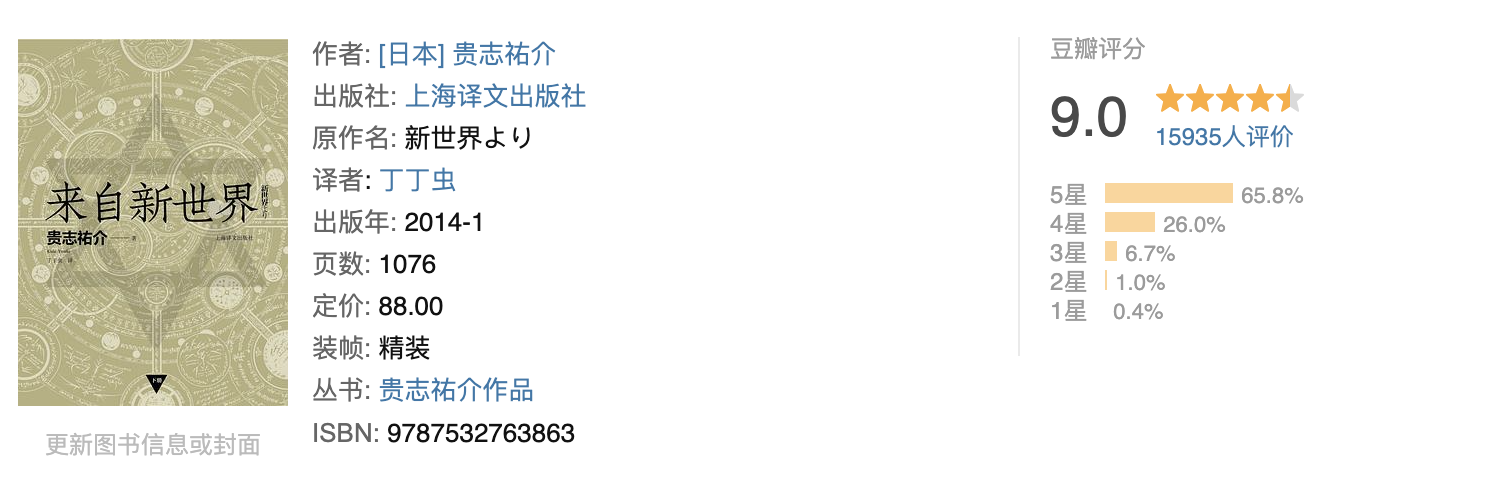 来自新世界
新世界より
贵志祐介
著
上海译文出版社
丁丁虫 译
下册
更新图书信息或封面
作者: [日本] 贵志祐介
出版社: 上海译文出版社
原作名: 新世界より
译者: 丁丁虫
出版年: 2014-1
页数: 1076
定价: 88.00
装帧: 精装
丛书: 贵志祐介作品
ISBN: 9787532763863
豆瓣评分
9.0
15935人评价
5星 65.8%
4星 26.0%
3星 6.7%
2星 1.0%
1星 0.4%